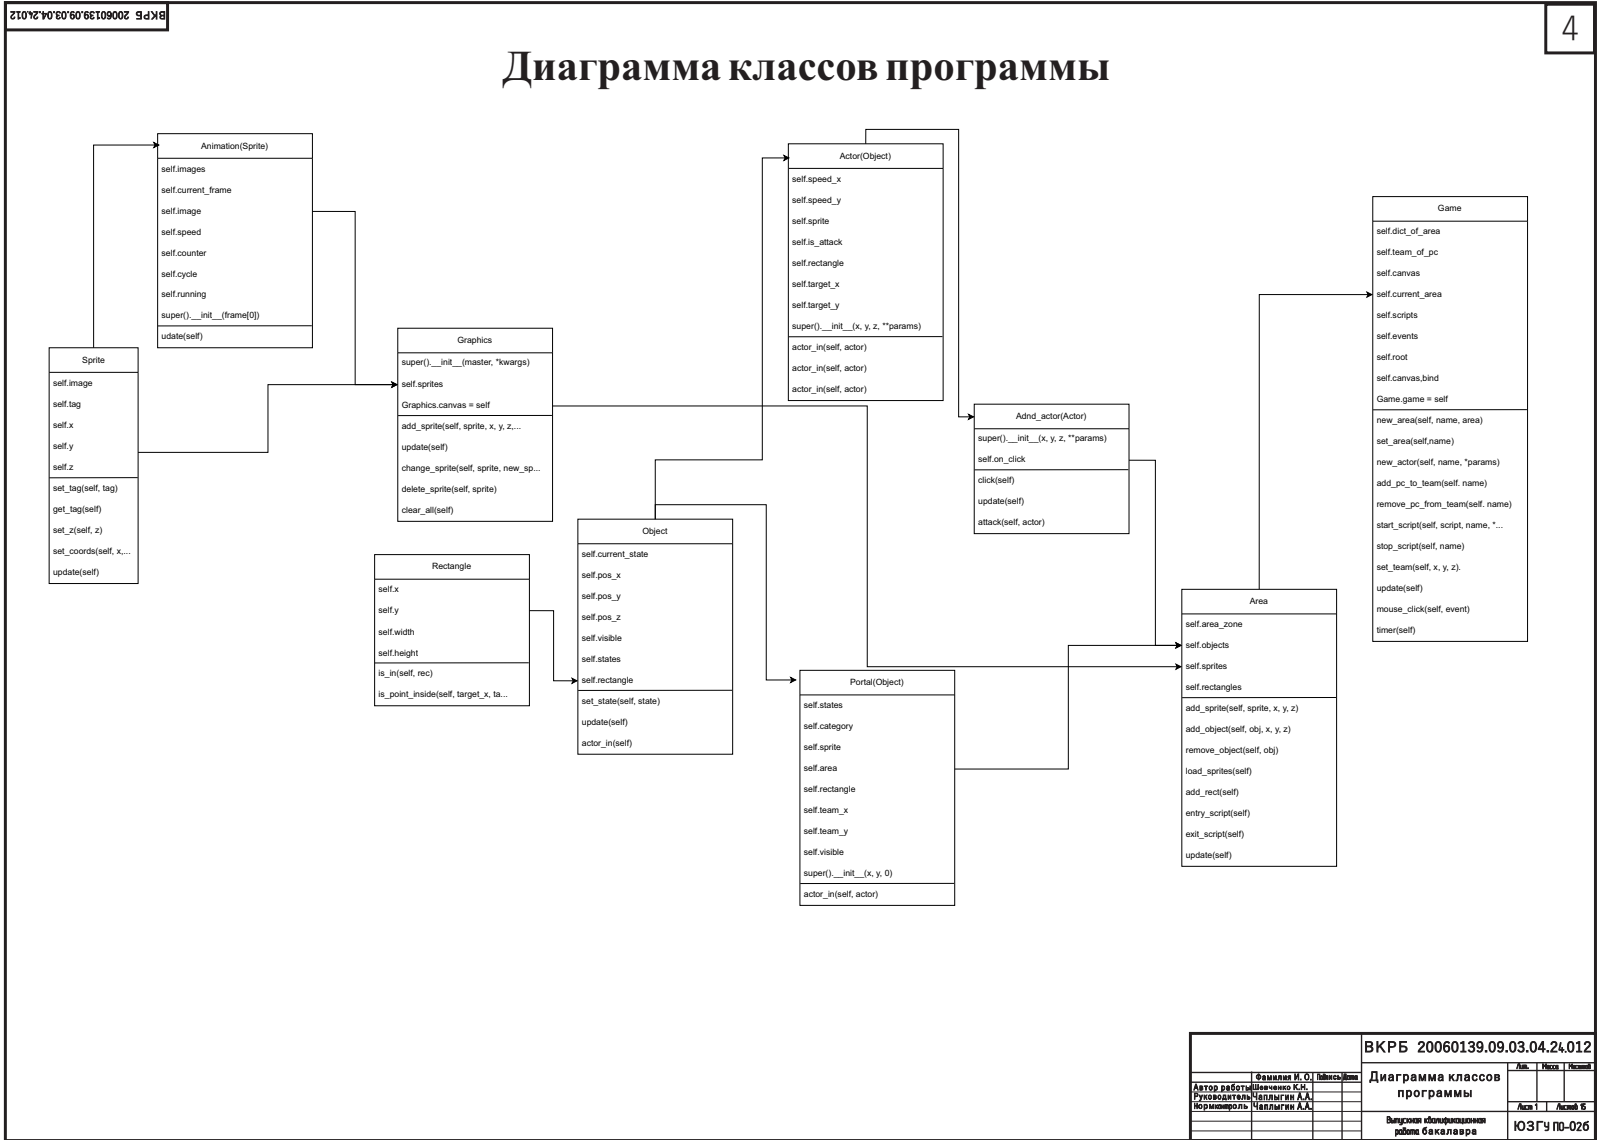 ВКРБ 20060139.09.03.04.24.012
4
Диаграмма классов программы
Animation(Sprite)
self.images
self.current_frame
self.image
self.speed
self.counter
self.cycle
self.running
super().__init__(frame[0])
udate(self)
Sprite
self.image
self.tag
self.x
self.y
self.z
set_tag(self, tag)
get_tag(self)
set_z(self, z)
set_coords(self, x,...
update(self)
Graphics
super().__init__(master, *kwargs)
self.sprites
Graphics.canvas = self
add_sprite(self, sprite, x, y, z,...
update(self)
change_sprite(self, sprite, new_sp...
delete_sprite(self, sprite)
clear_all(self)
Rectangle
self.x
self.y
self.width
self.height
is_in(self, rec)
is_point_inside(self, target_x, ta...
Object
self.current_state
self.pos_x
self.pos_y
self.pos_z
self.visible
self.states
self.rectangle
set_state(self, state)
update(self)
actor_in(self)
Actor(Object)
self.speed_x
self.speed_y
self.sprite
self.is_attack
self.rectangle
self.target_x
self.target_y
super().__init__(x, y, z, **params)
actor_in(self, actor)
actor_in(self, actor)
actor_in(self, actor)
Adnd_actor(Actor)
super().__init__(x, y, z, **params)
self.on_click
click(self)
update(self)
attack(self, actor)
Portal(Object)
self.states
self.category
self.sprite
self.area
self.rectangle
self.team_x
self.team_y
self.visible
super().__init__(x, y, 0)
actor_in(self, actor)
Area
self.area_zone
self.objects
self.sprites
self.rectangles
add_sprite(self, sprite, x, y, z)
add_object(self, obj, x, y, z)
remove_object(self, obj)
load_sprites(self)
add_rect(self)
entry_script(self)
exit_script(self)
update(self)
Game
self.dict_of_area
self.team_of_pc
self.canvas
self.current_area
self.scripts
self.events
self.root
self.canvas,bind
Game.game = self
new_area(self, name, area)
set_area(self,name)
new_actor(self, name, *params)
add_pc_to_team(self. name)
remove_pc_from_team(self. name)
start_script(self, script, name, *...
stop_script(self, name)
set_team(self, x, y, z).
update(self)
mouse_click(self, event)
timer(self)
ВКРБ 20060139.09.03.04.24.012
Фамилия И. О. Подпись Дата
Автор работы Шевченко К.Н.
Руководитель Чаплыгин А.А.
Нормконтроль Чаплыгин А.А.
Диаграмма классов
программы
Лит. Масса Масштаб
Лист 1 Листов 15
Выпускная квалификационная
работа бакалавра
ЮЗГУ ПО-02б